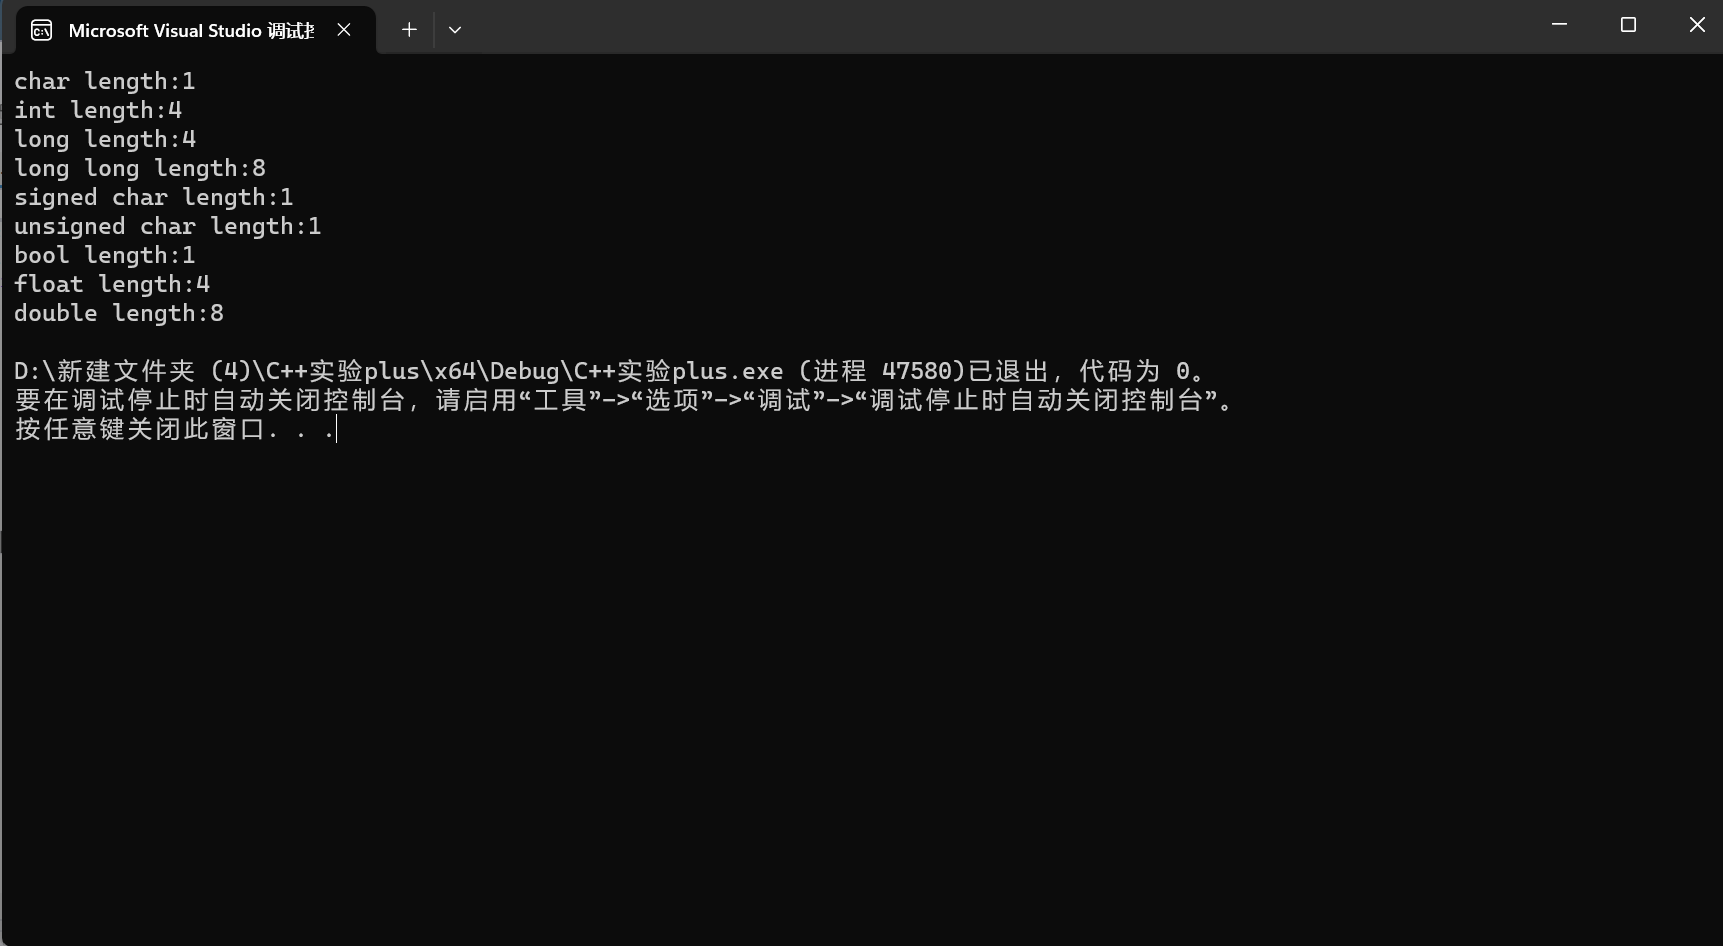 Microsoft Visual Studio 调试
char length:1
int length:4
long length:4
long long length:8
signed char length:1
unsigned char length:1
bool length:1
float length:4
double length:8
D:\新建文件夹 (4)\C++实验plus\x64\Debug\C++实验plus.exe (进程 47580)已退出，代码为 0。
要在调试停止时自动关闭控制台，请启用“工具”->“选项”->“调试”->“调试停止时自动关闭控制台”。
按任意键关闭此窗口. . .